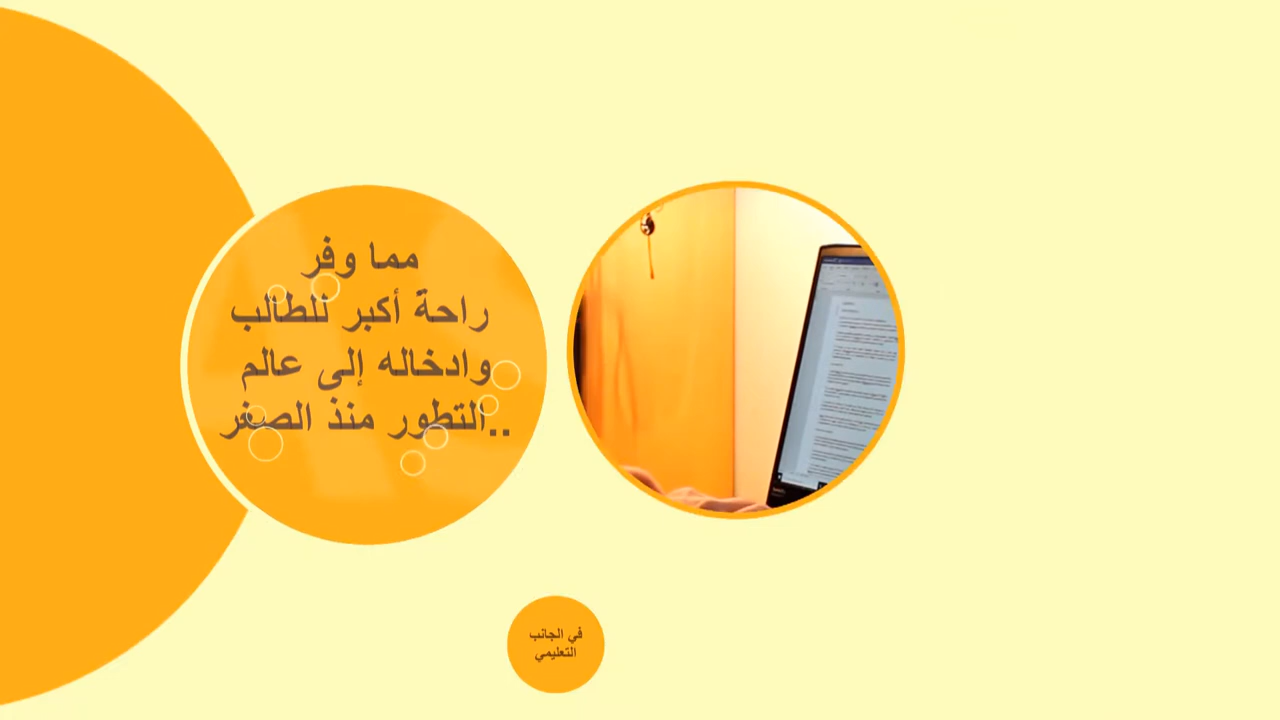 مما وفر
راحة أكبر للطالب
وادخاله إلى عالم
التطور منذ الصغر..
في الجانب
التعليمي